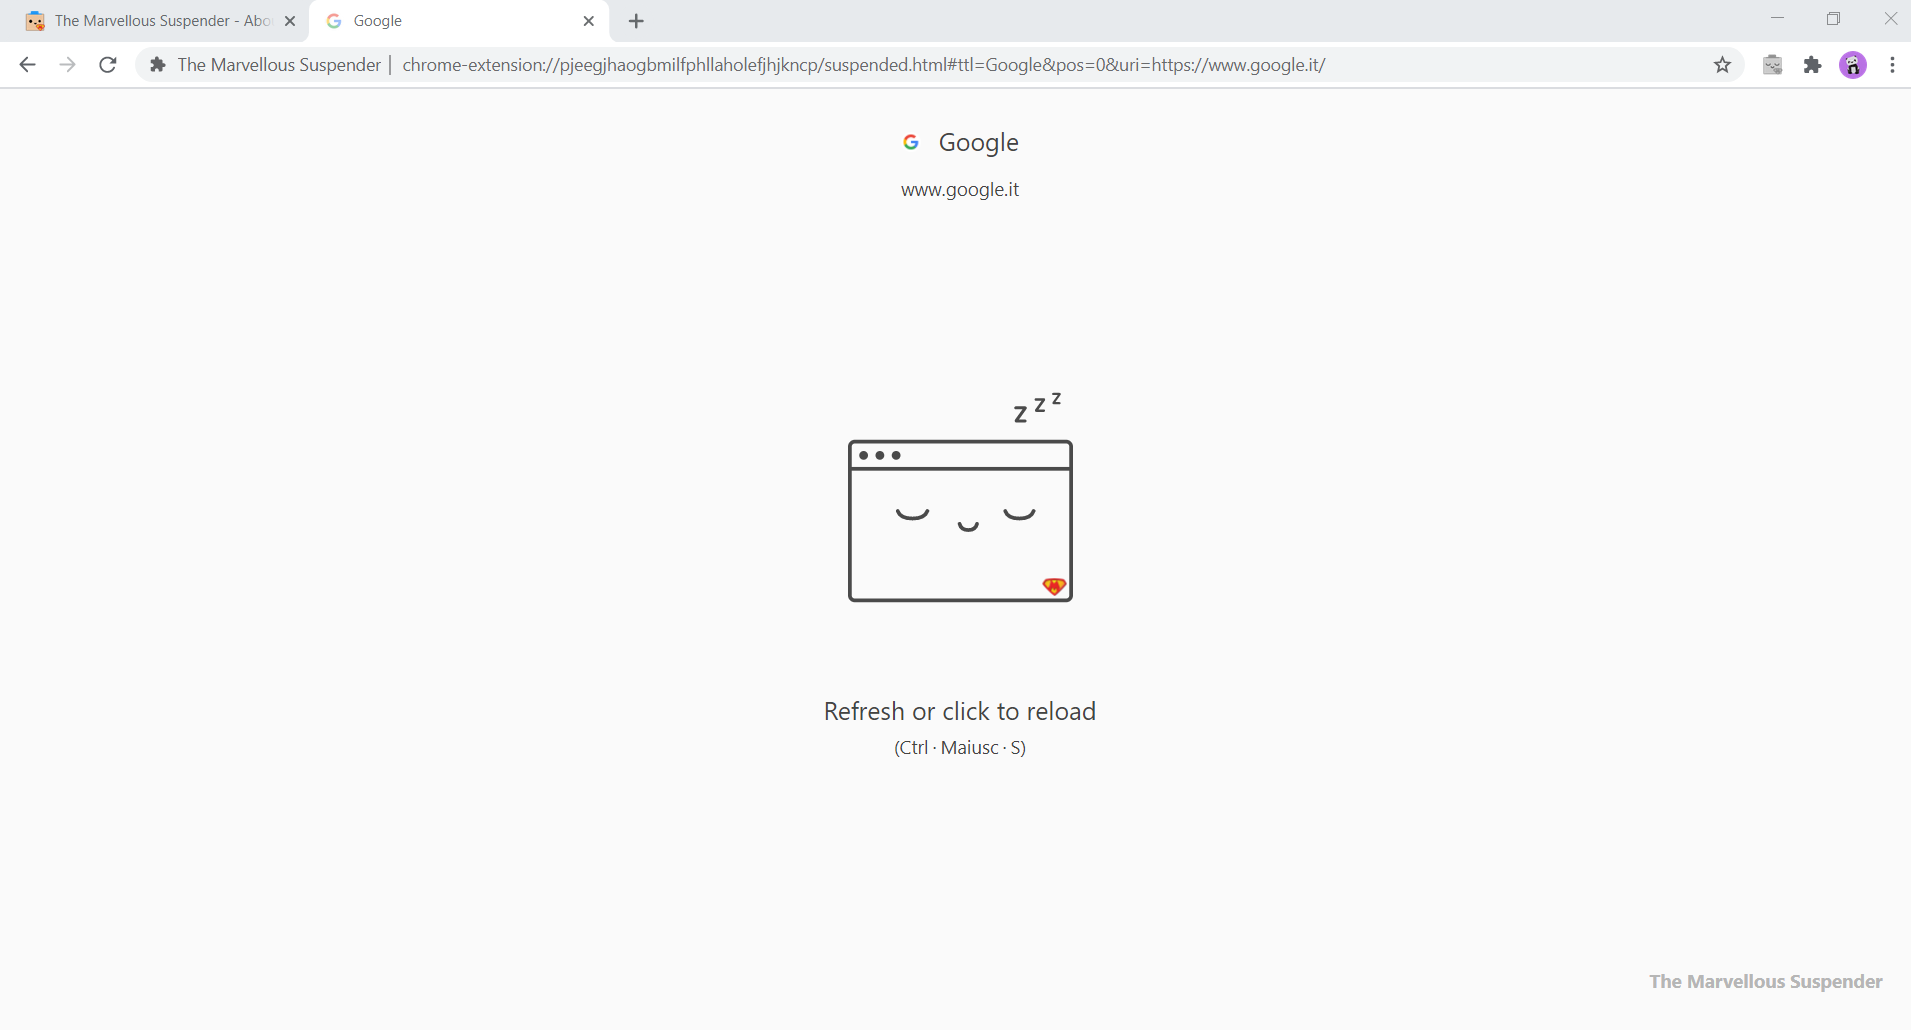 The Marvellous Suspender - Abo
Google
The Marvellous Suspender | chrome-extension://pjeegjhaogbmilfphllaholefjhjkncp/suspended.html#ttl=Google&pos=0&uri=https://www.google.it/
Google
www.google.it
z z z
Refresh or click to reload
(Ctrl · Maiusc · S)
The Marvellous Suspender